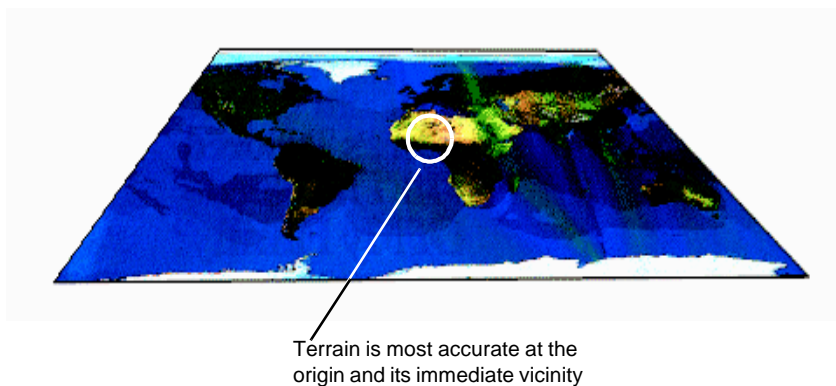 Terrain is most accurate at the
origin and its immediate vicinity